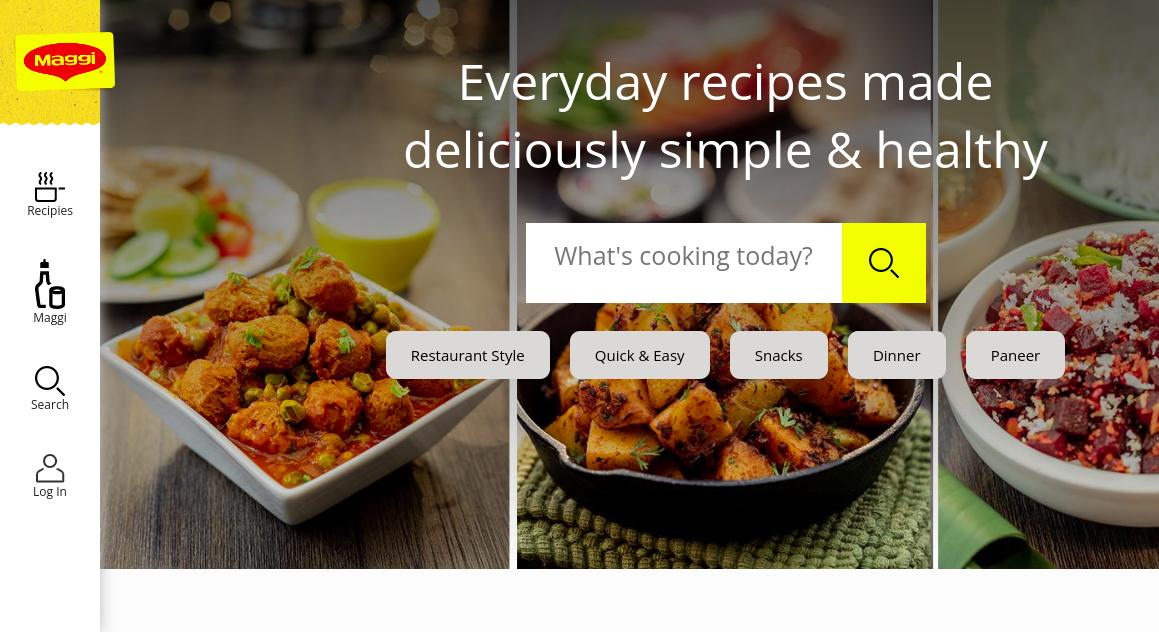 Maggi
Recipies
Maggi
Search
Log In
Everyday recipes made
deliciously simple & healthy
What's cooking today?
Restaurant Style
Quick & Easy
Snacks
Dinner
Paneer